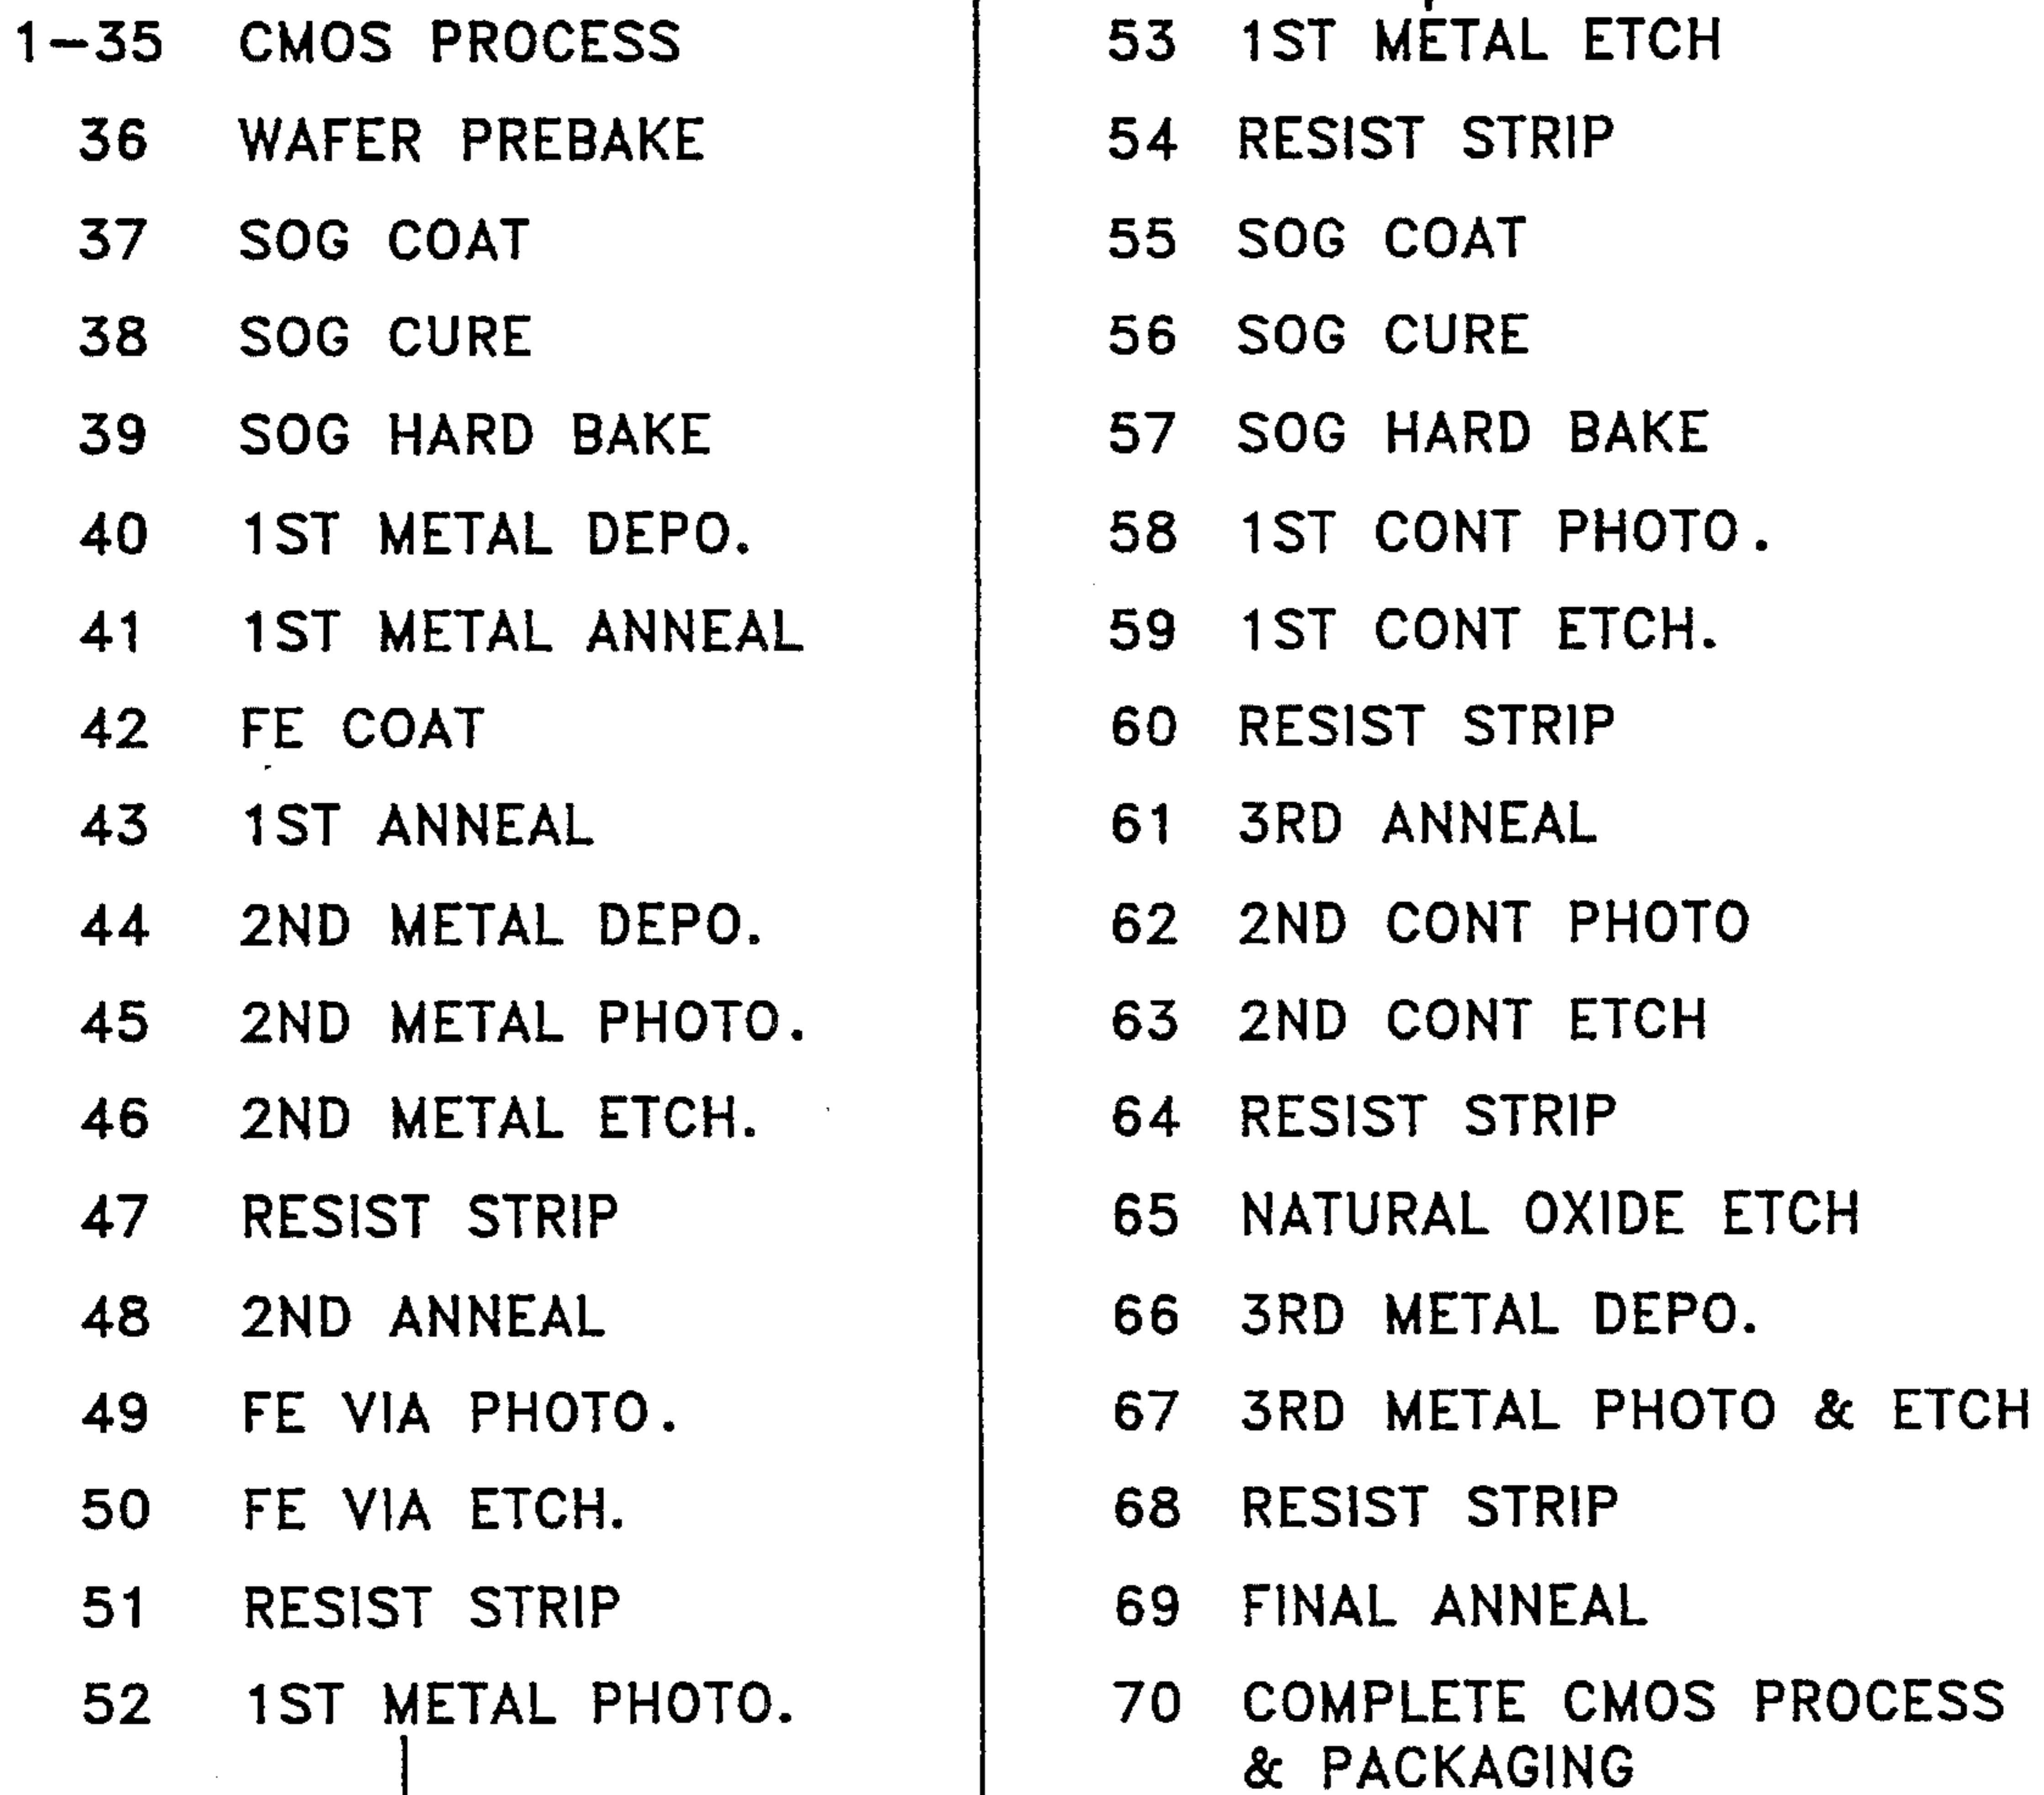 1-35 CMOS PROCESS
36 WAFER PREBAKE
37 SOG COAT
38 SOG CURE
39 SOG HARD BAKE
40 1ST METAL DEPO.
41 1ST METAL ANNEAL
42 FE COAT
43 1ST ANNEAL
44 2ND METAL DEPO.
45 2ND METAL PHOTO.
46 2ND METAL ETCH.
47 RESIST STRIP
48 2ND ANNEAL
49 FE VIA PHOTO.
50 FE VIA ETCH.
51 RESIST STRIP
52 1ST METAL PHOTO.
53 1ST METAL ETCH
54 RESIST STRIP
55 SOG COAT
56 SOG CURE
57 SOG HARD BAKE
58 1ST CONT PHOTO.
59 1ST CONT ETCH.
60 RESIST STRIP
61 3RD ANNEAL
62 2ND CONT PHOTO
63 2ND CONT ETCH
64 RESIST STRIP
65 NATURAL OXIDE ETCH
66 3RD METAL DEPO.
67 3RD METAL PHOTO & ETCH
68 RESIST STRIP
69 FINAL ANNEAL
70 COMPLETE CMOS PROCESS
& PACKAGING